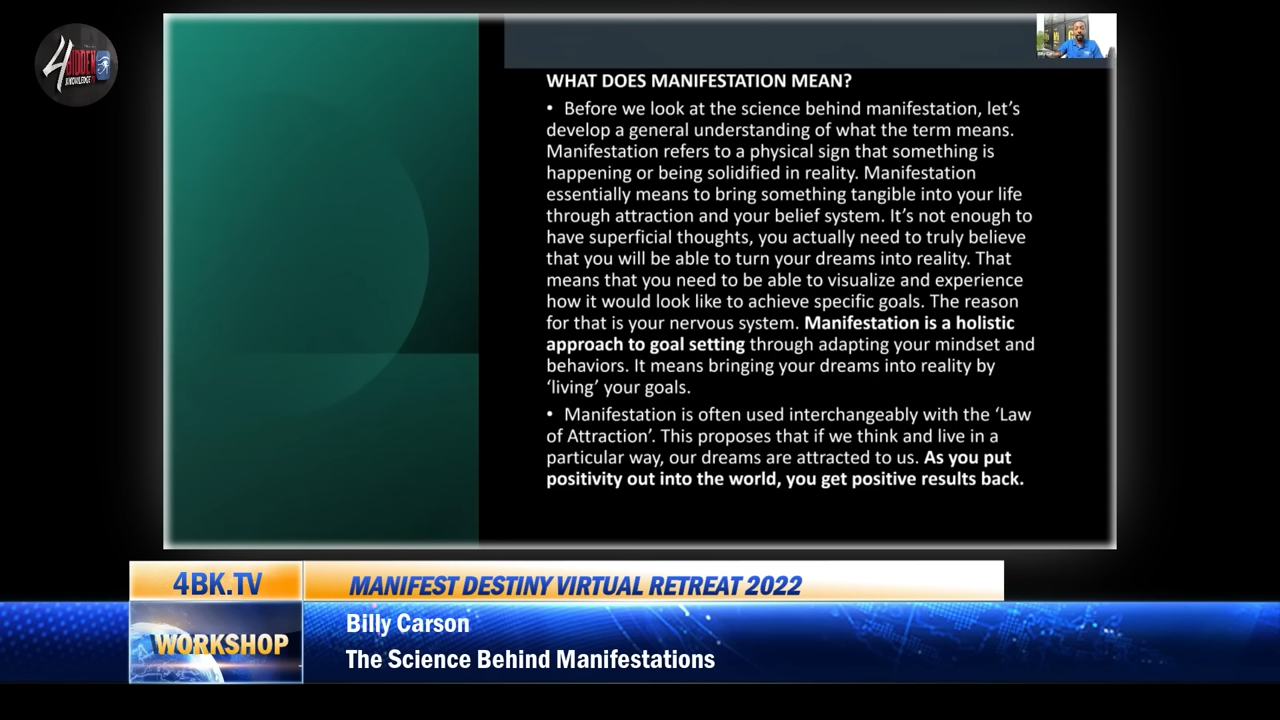 4
BIDDEN
KNOWLEDGE
WHAT DOES MANIFESTATION MEAN?
• Before we look at the science behind manifestation, let's
develop a general understanding of what the term means.
Manifestation refers to a physical sign that something is
happening or being solidified in reality. Manifestation
essentially means to bring something tangible into your life
through attraction and your belief system. It's not enough to
have superficial thoughts, you actually need to truly believe
that you will be able to turn your dreams into reality. That
means that you need to be able to visualize and experience
how it would look like to achieve specific goals. The reason
for that is your nervous system. Manifestation is a holistic
approach to goal setting through adapting your mindset and
behaviors. It means bringing your dreams into reality by
‘living’ your goals.
• Manifestation is often used interchangeably with the ‘Law
of Attraction’. This proposes that if we think and live in a
particular way, our dreams are attracted to us. As you put
positivity out into the world, you get positive results back.
4BK.TV
MANIFEST DESTINY VIRTUAL RETREAT 2022
WORKSHOP
Billy Carson
The Science Behind Manifestations